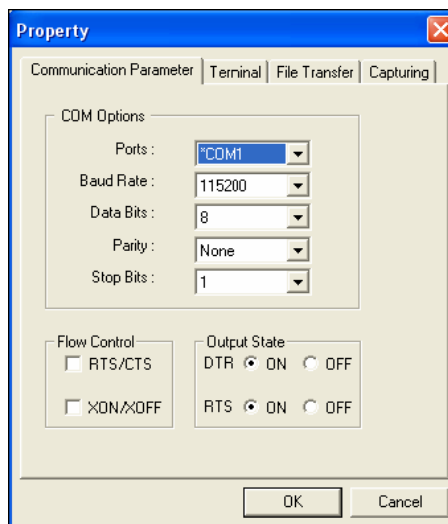 Property
Communication Parameter Terninal File Transfer Capturing
COM Options
Ports : *COM1
Baud Rate : 115200
Data Bits : 8
Parity : None
Stop Bits : 1
Flow Control Output State
RTS/CTS DTR ON OFF
XON/XOFF RTS ON OFF
OK Cancel